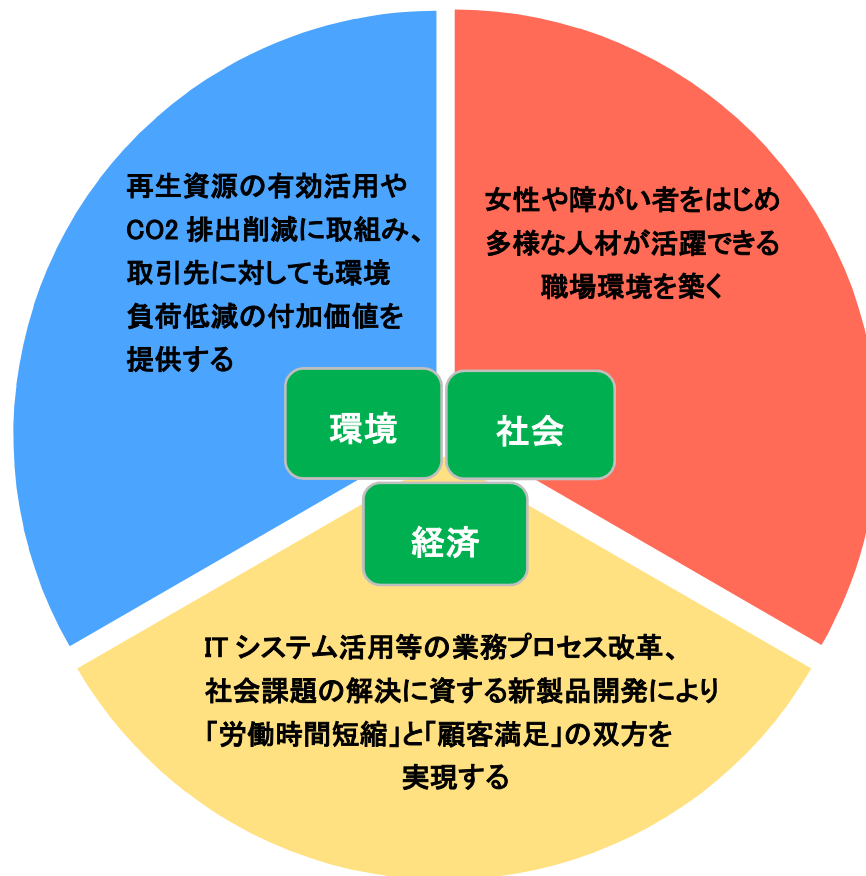 再生資源の有効活用や
CO2 排出削減に取組み、
取引先に対しても環境
負荷低減の付加価値を
提供する
女性や障がい者をはじめ
多様な人材が活躍できる
職場環境を築く
環境
社会
経済
IT システム活用等の業務プロセス改革、
社会課題の解決に資する新製品開発により
「労働時間短縮」と「顧客満足」の双方を
実現する